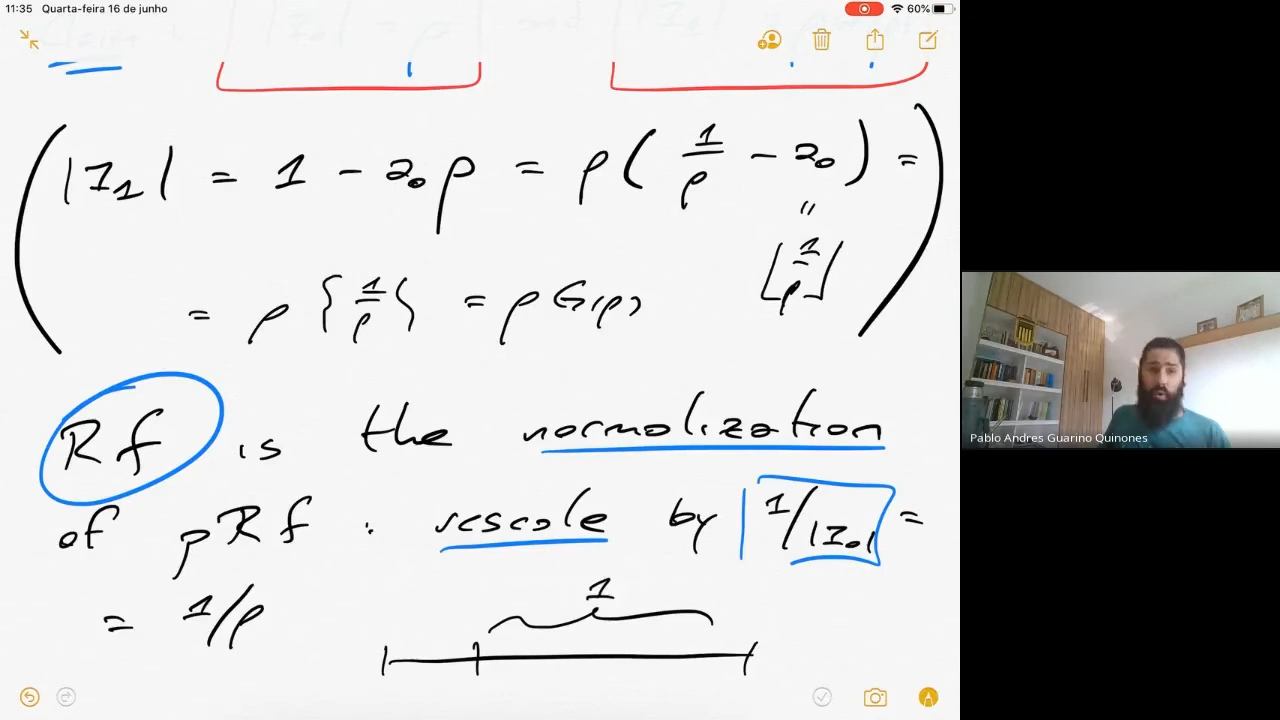 11:35 Quarta-feira 16 de junho
60%
|I₁| = 1 - a₀ρ = ρ( 1/ρ - a₀ ) =
"
⌊1/ρ⌋
= ρ {1/ρ} = ρ G(ρ)
Rf is the normalization
of pRf : rescale by 1/|I₀| =
= 1/ρ
1
Pablo Andres Guarino Quinones